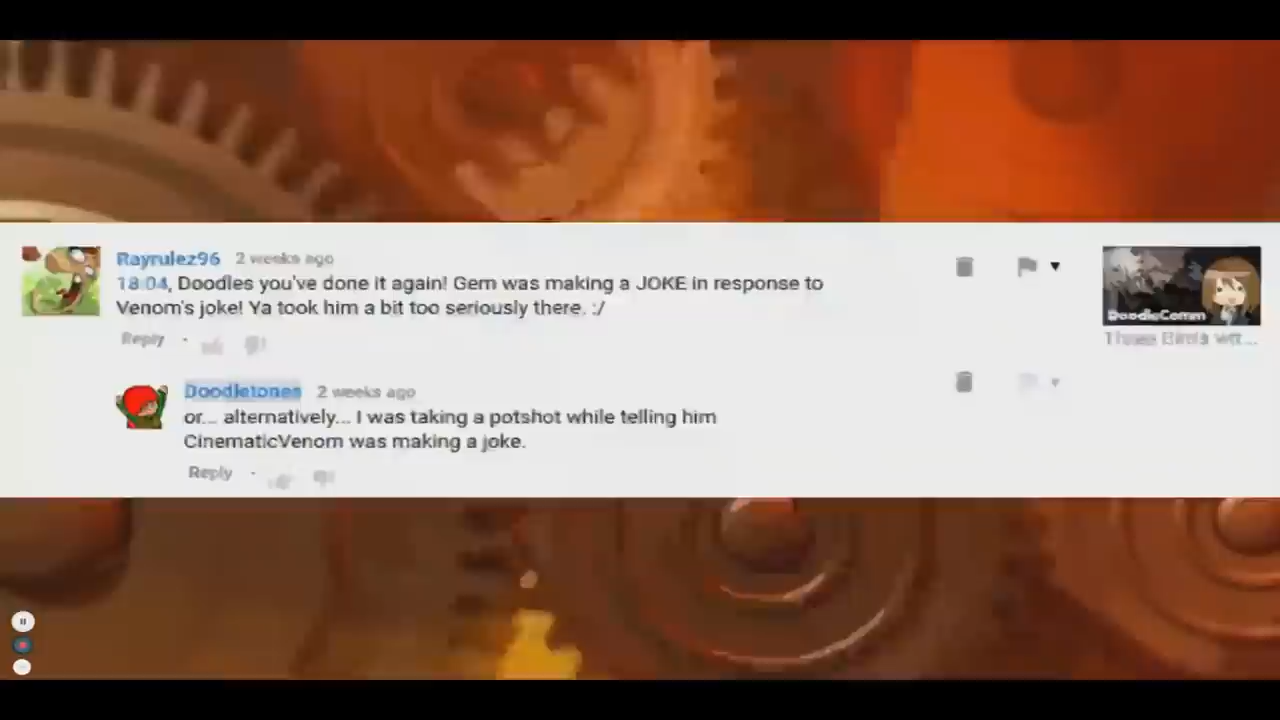 Rayrulez96 2 weeks ago
18:04, Doodles you've done it again! Gem was making a JOKE in response to
Venom's joke! Ya took him a bit too seriously there. :/
Reply
DoodleComm
Doodletones 2 weeks ago
or... alternatively... I was taking a potshot while telling him
CinematicVenom was making a joke.
Reply